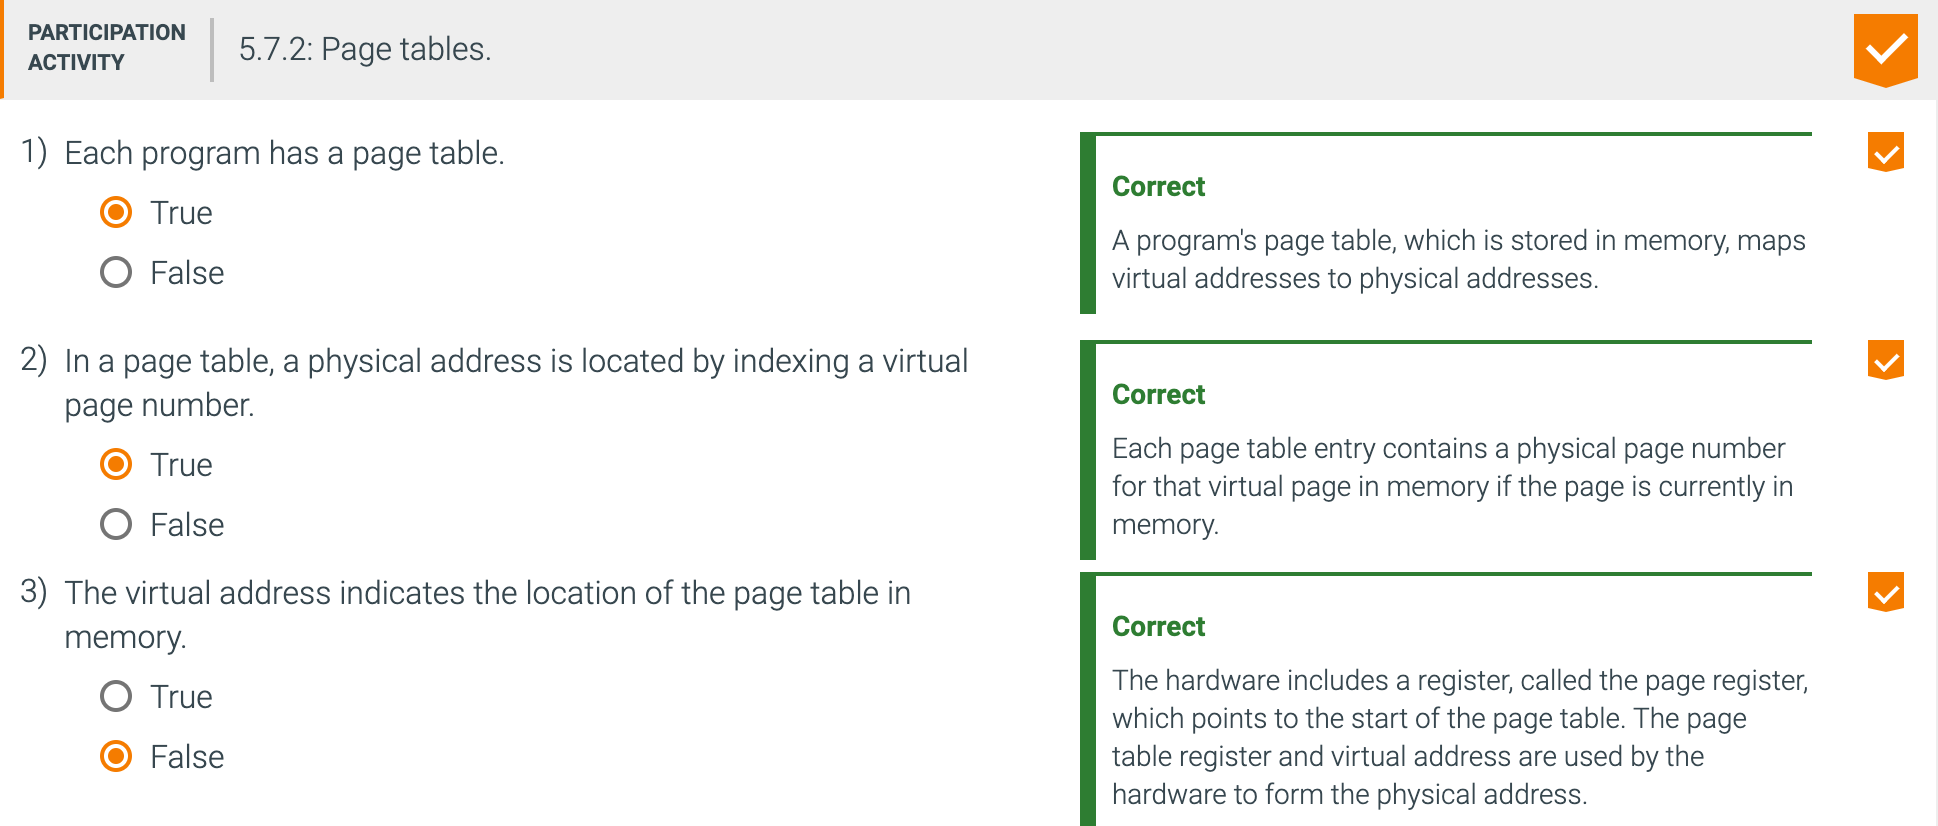 PARTICIPATION
ACTIVITY
5.7.2: Page tables.
1) Each program has a page table.
True
False
Correct
A program's page table, which is stored in memory, maps
virtual addresses to physical addresses.
2) In a page table, a physical address is located by indexing a virtual
page number.
True
False
Correct
Each page table entry contains a physical page number
for that virtual page in memory if the page is currently in
memory.
3) The virtual address indicates the location of the page table in
memory.
True
False
Correct
The hardware includes a register, called the page register,
which points to the start of the page table. The page
table register and virtual address are used by the
hardware to form the physical address.